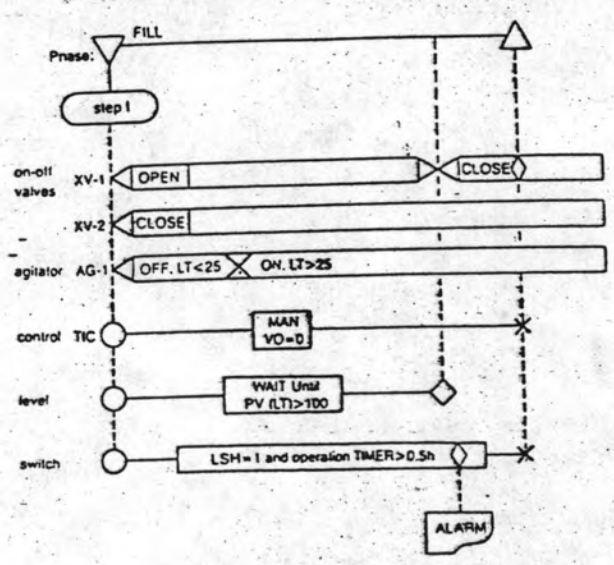 FILL
Phase:
step 1
on-off
valves
XV-1 OPEN CLOSE
XV-2 CLOSE
agitator AG-1 OFF. LT<25 ON. LT>25
control TIC MAN
VO=0
level WAIT Until
PV (LT)>100
switch LSH=1 and operation TIMER>0.5h
ALARM